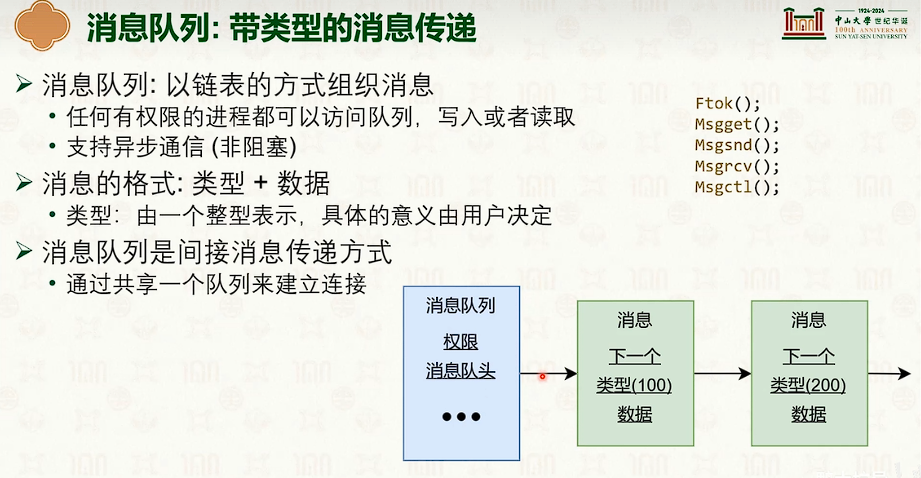 消息队列: 带类型的消息传递
1924-2024
中山大学 世纪华诞
100th ANNIVERSARY
SUN YAT-SEN UNIVERSITY
➢ 消息队列: 以链表的方式组织消息
• 任何有权限的进程都可以访问队列，写入或者读取
• 支持异步通信 (非阻塞)
➢ 消息的格式: 类型 + 数据
• 类型：由一个整型表示，具体的意义由用户决定
➢ 消息队列是间接消息传递方式
• 通过共享一个队列来建立连接
Ftok();
Msgget();
Msgsnd();
Msgrcv();
Msgctl();
消息队列
权限
消息队头
●●●
消息
下一个
类型(100)
数据
消息
下一个
类型(200)
数据